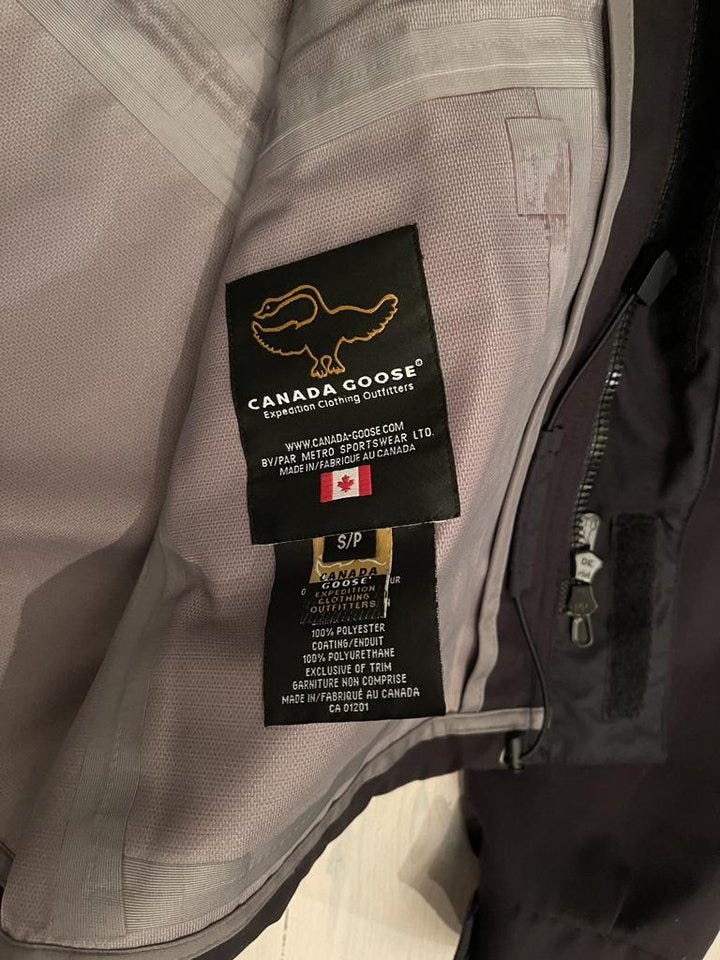 CANADA GOOSE®
Expedition Clothing Outfitters
WWW.CANADA-GOOSE.COM
BY/PAR METRO SPORTSWEAR LTD.
MADE IN/FABRIQUÉ AU CANADA
S/P
CANADA
GOOSE®
EXPEDITION
CLOTHING
OUTFITTERS
100% POLYESTER
COATING/ENDUIT
100% POLYURETHANE
EXCLUSIVE OF TRIM
GARNITURE NON COMPRISE
MADE IN/FABRIQUÉ AU CANADA
CA 01201